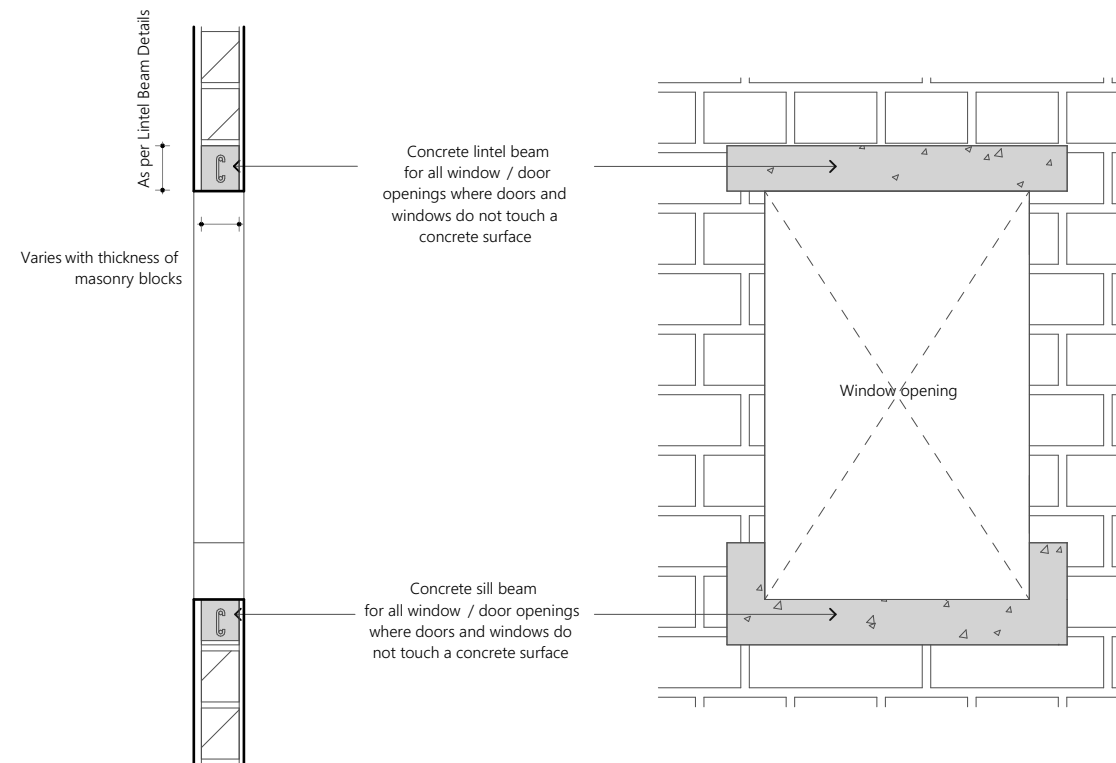 As per Lintel Beam Details
Concrete lintel beam
for all window / door
openings where doors and
windows do not touch a
concrete surface
Varies with thickness of
masonry blocks
Window opening
Concrete sill beam
for all window / door openings
where doors and windows do
not touch a concrete surface